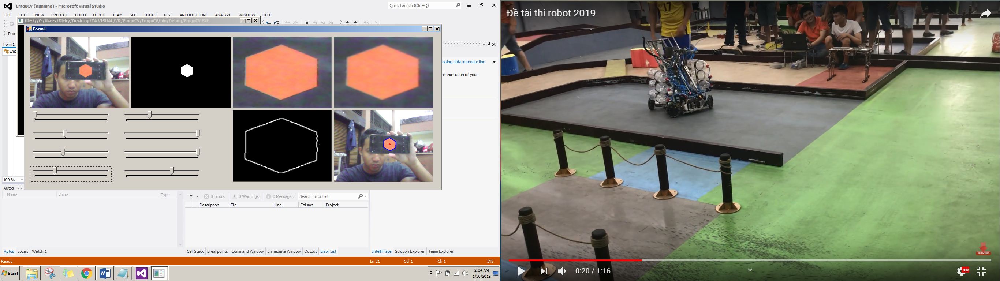 EmguCV (Running) - Microsoft Visual Studio
Quick Launch (Ctrl+Q)
FILE EDIT VIEW PROJECT BUILD DEBUG TEAM SQL TOOLS TEST ARCHITECTURE ANALYZE WINDOW HELP
file:///C:/Users/Dicky/Desktop/TA VISUAL/VR/EmguCV/EmguCV/bin/Debug/EmguCV.EXE
Form1
Proc
Form1.
Emg
lyzing data in production
ak execution of your
100 %
Autos
Name Value Type
0 Errors 0 Warnings 0 Messages Search Error List
Description File Line Column Project
Autos Locals Watch 1
Call Stack Breakpoints Command Window Immediate Window Output Error List
IntelliTrace Solution Explorer Team Explorer
Ready
Ln 21 Col 1 Ch 1 INS
Start
2:04 AM
1/30/2019
Đề tài thi robot 2019
17
SUBSCRIBE
0:20 / 1:16
HD